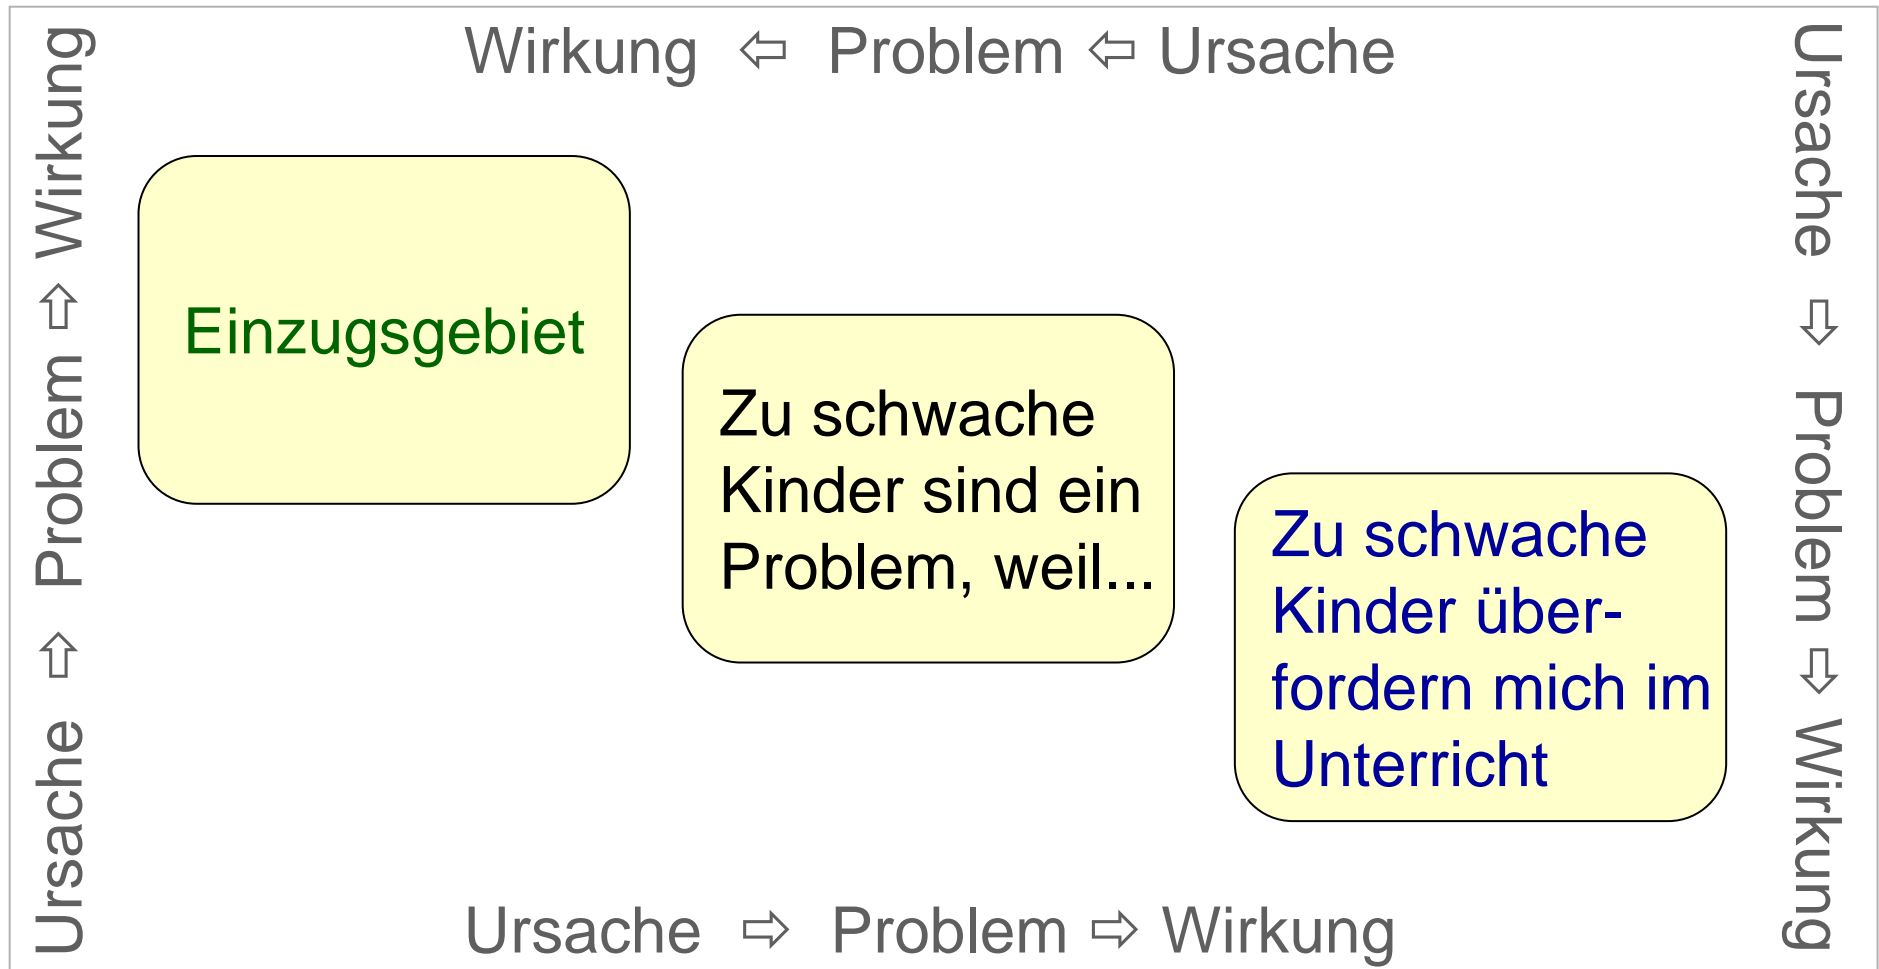 Wirkung ⇦ Problem ⇦ Ursache
Ursache ⇨ Problem ⇨ Wirkung
Einzugsgebiet
Zu schwache
Kinder sind ein
Problem, weil...
Zu schwache
Kinder über-
fordern mich im
Unterricht
Ursache ⇨ Problem ⇨ Wirkung
Ursache ⇨ Problem ⇨ Wirkung